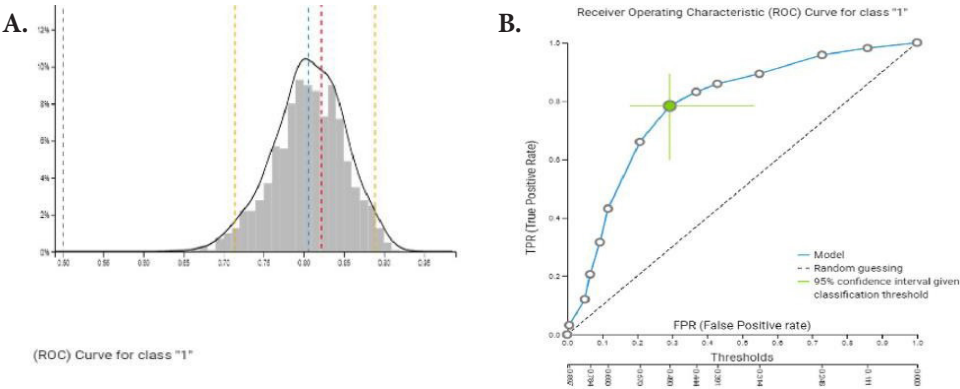 A.
12%
10%
8%
6%
4%
2%
0%
0.65
0.70
0.75
0.80
0.85
0.95
(ROC) Curve for class "1"
B.
Receiver Operating Characteristic (ROC) Curve for class "1"
TPR (True Positive Rate)
1.0
0.8
0.6
0.4
0.2
0.0
Model
Random guessing
95% confidence interval given
classification threshold
FPR (False Positive rate)
0.0 0.1 0.2 0.3 0.4 0.5 0.6 0.7 0.8 0.9 1.0
Thresholds